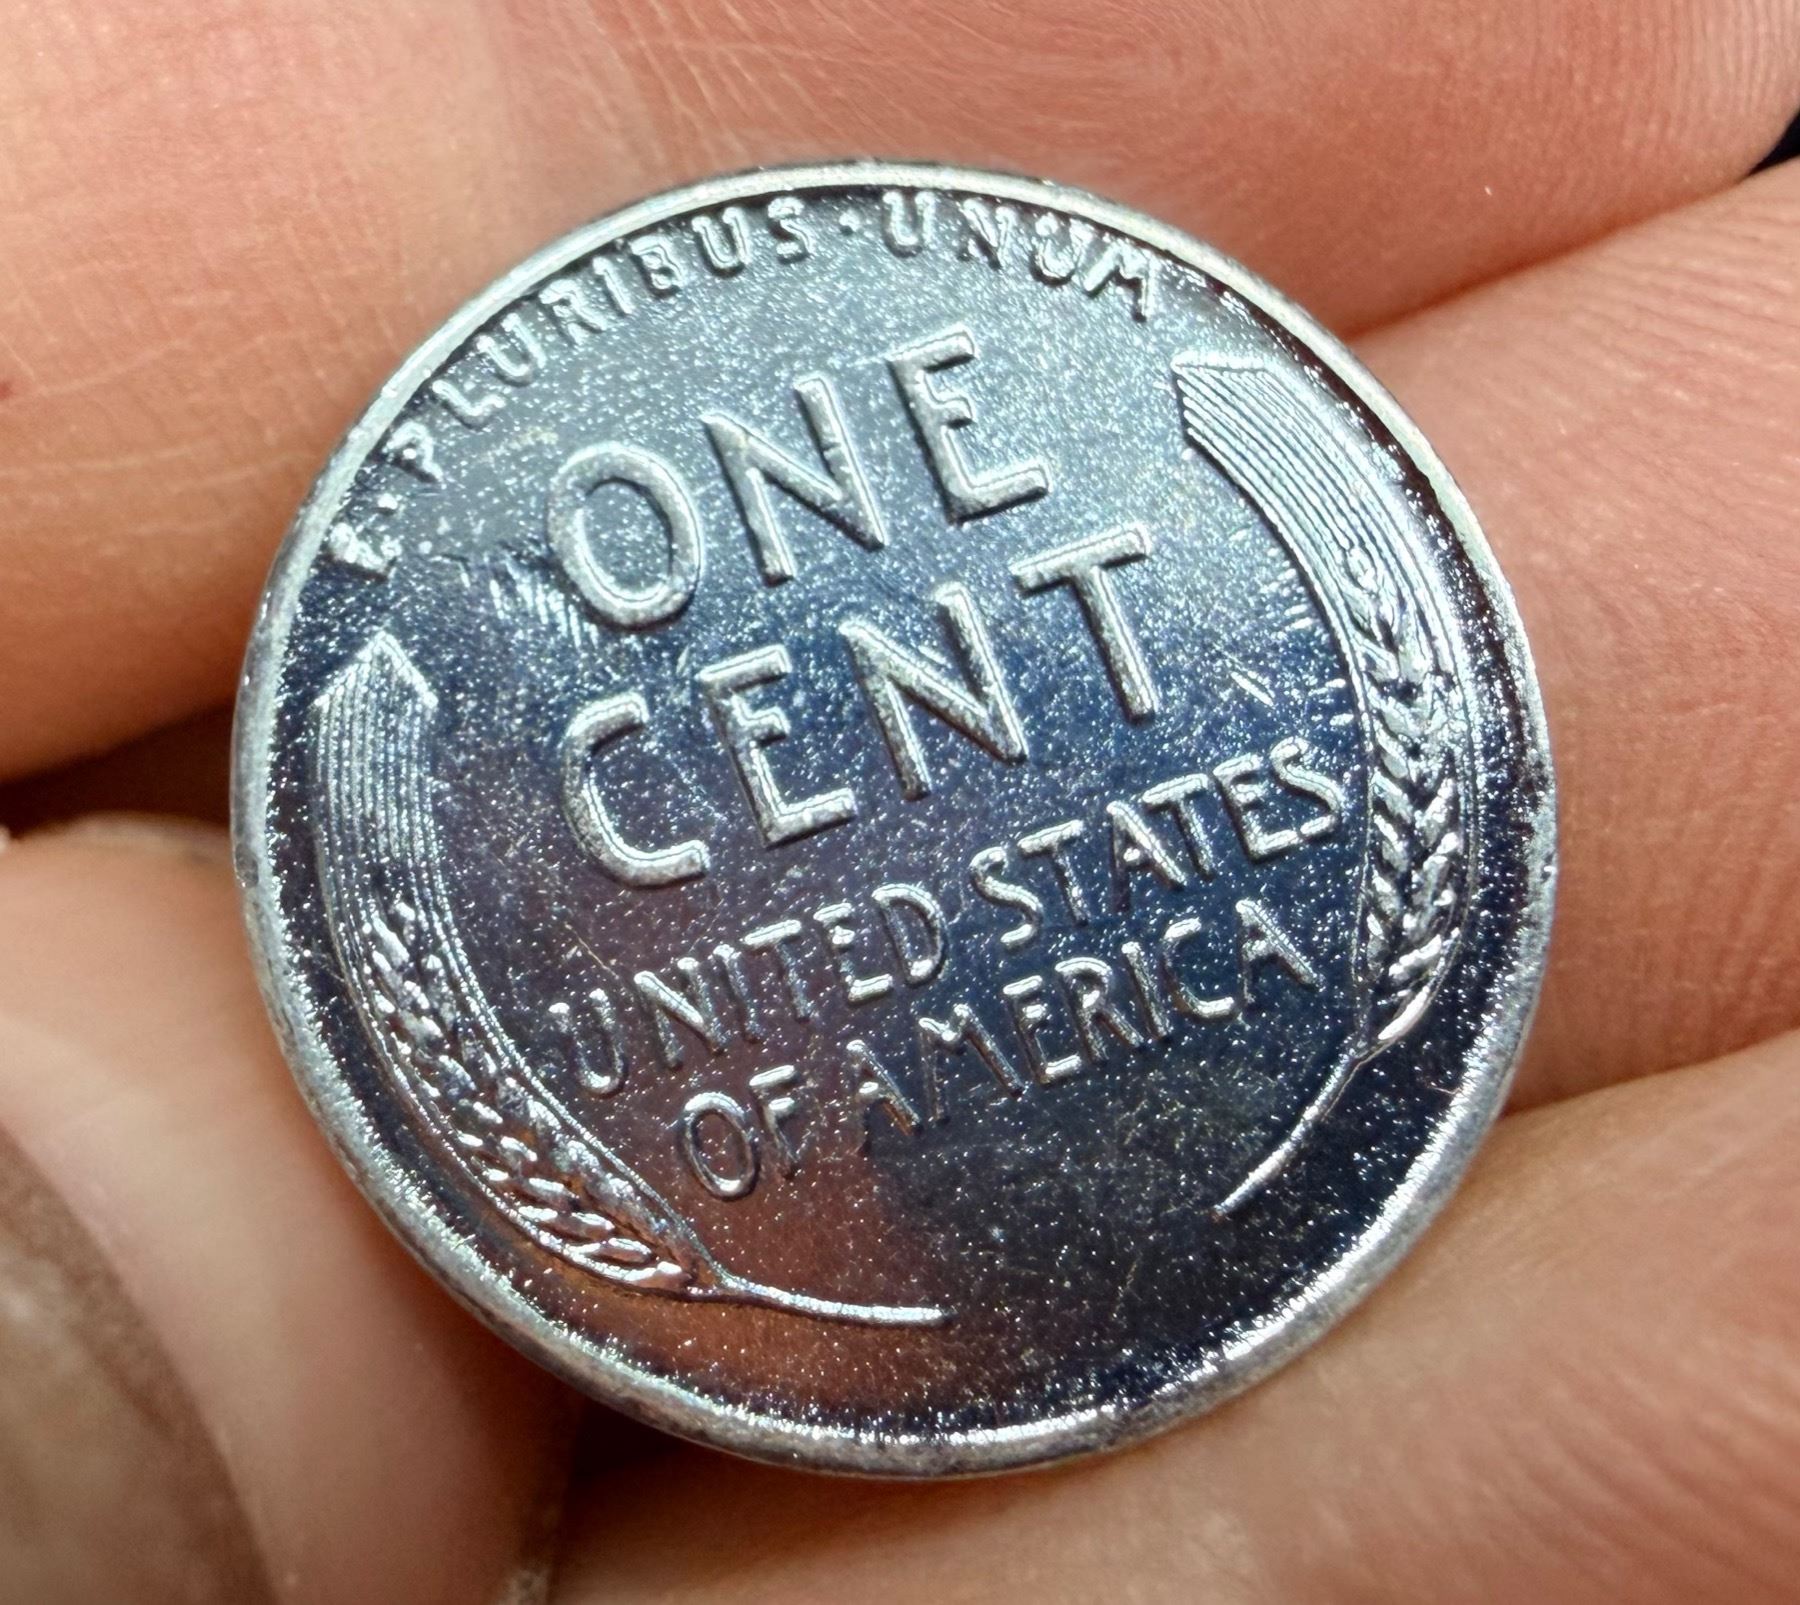 E·PLURIBUS·UNUM
ONE
CENT
UNITED STATES
OF AMERICA